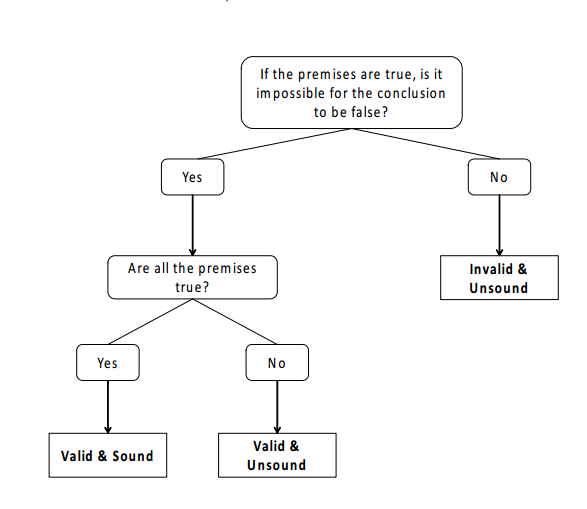 If the premises are true, is it
impossible for the conclusion
to be false?
Yes
No
Are all the premises
true?
Invalid &
Unsound
Yes
No
Valid & Sound
Valid &
Unsound